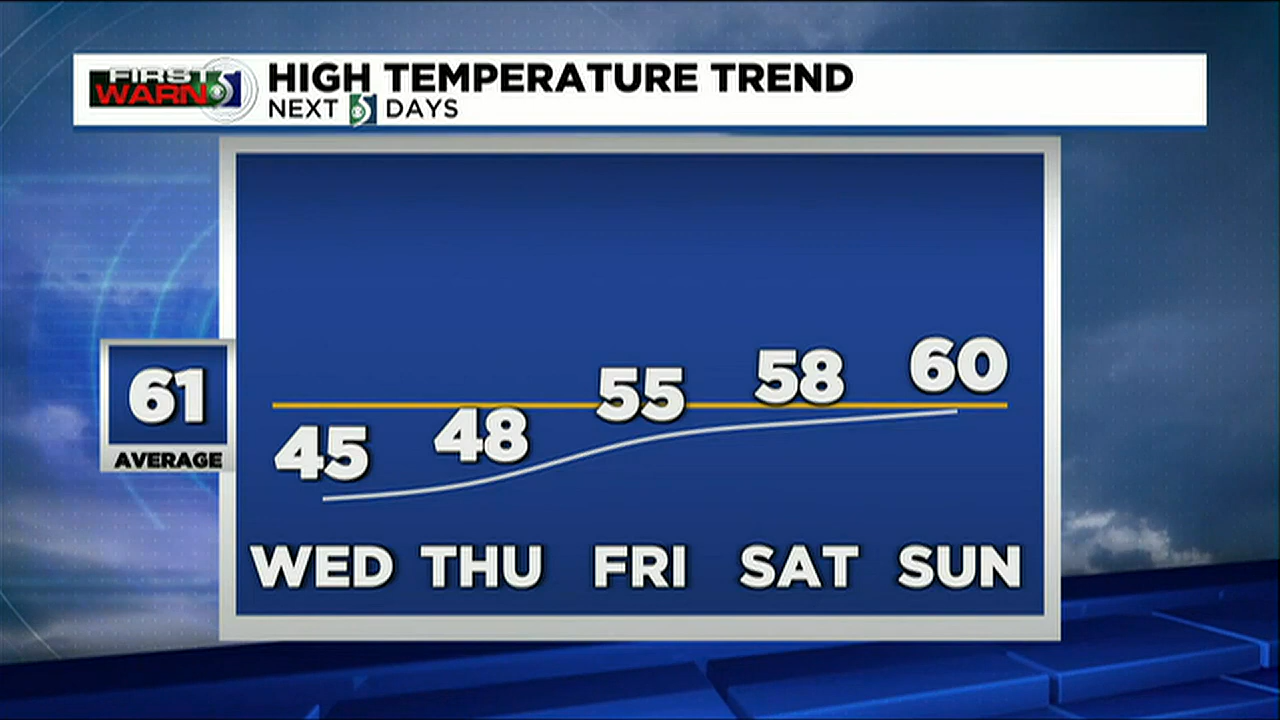 FIRST
WARN 5
HIGH TEMPERATURE TREND
NEXT 5 DAYS
61
AVERAGE
45 48 55 58 60
WED THU FRI SAT SUN